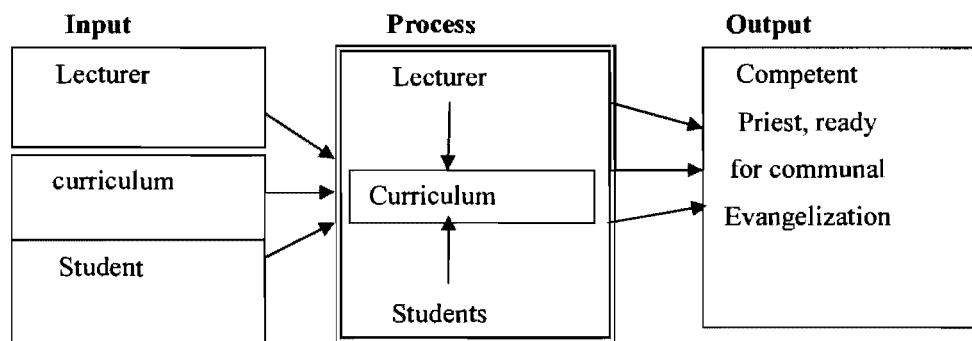 Input
Process
Output
Lecturer
curriculum
Student
Lecturer
Curriculum
Students
Competent
Priest, ready
for communal
Evangelization